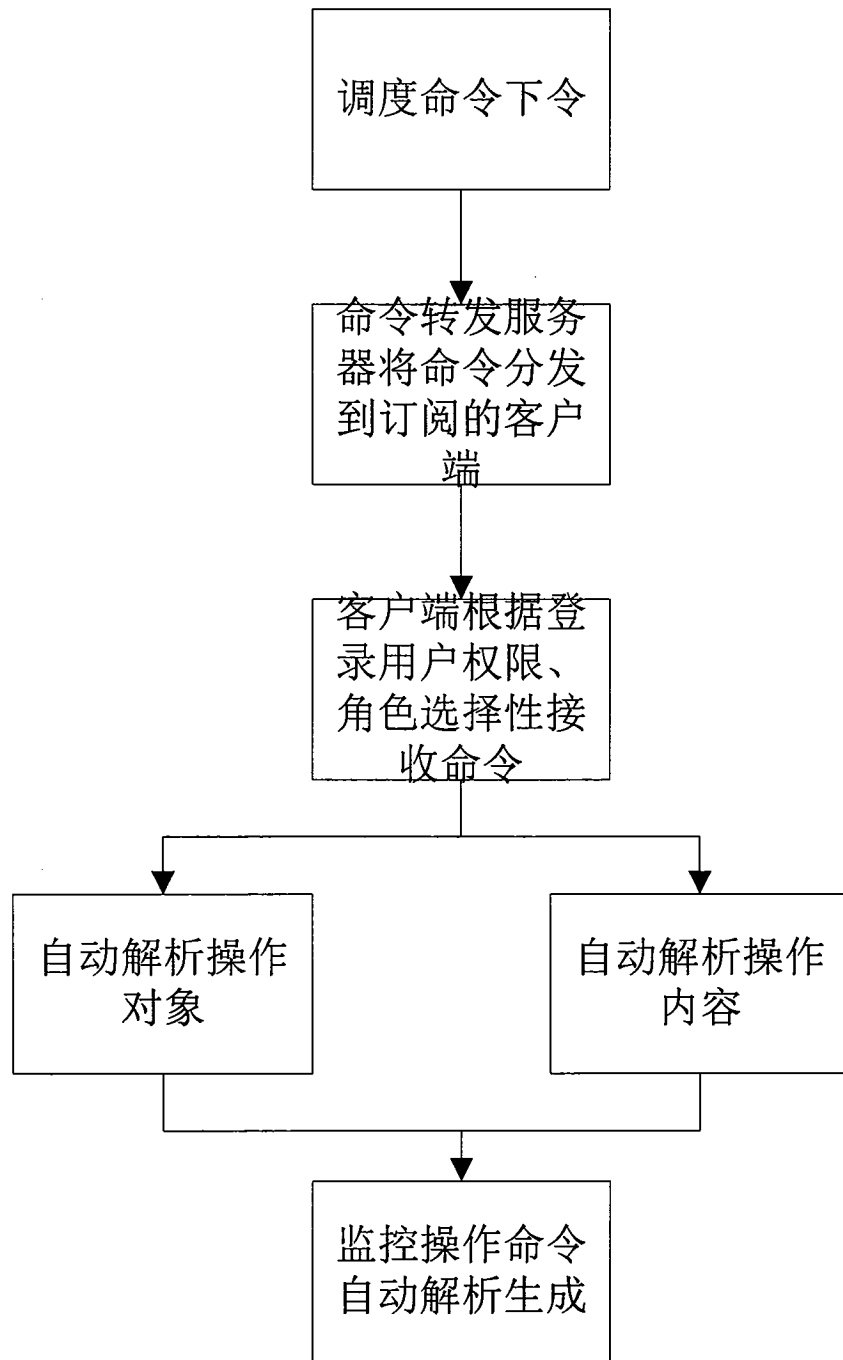 调度命令下令
命令转发服务
器将命令分发
到订阅的客户
端
客户端根据登
录用户权限、
角色选择性接
收命令
自动解析操作
对象
自动解析操作
内容
监控操作命令
自动解析生成